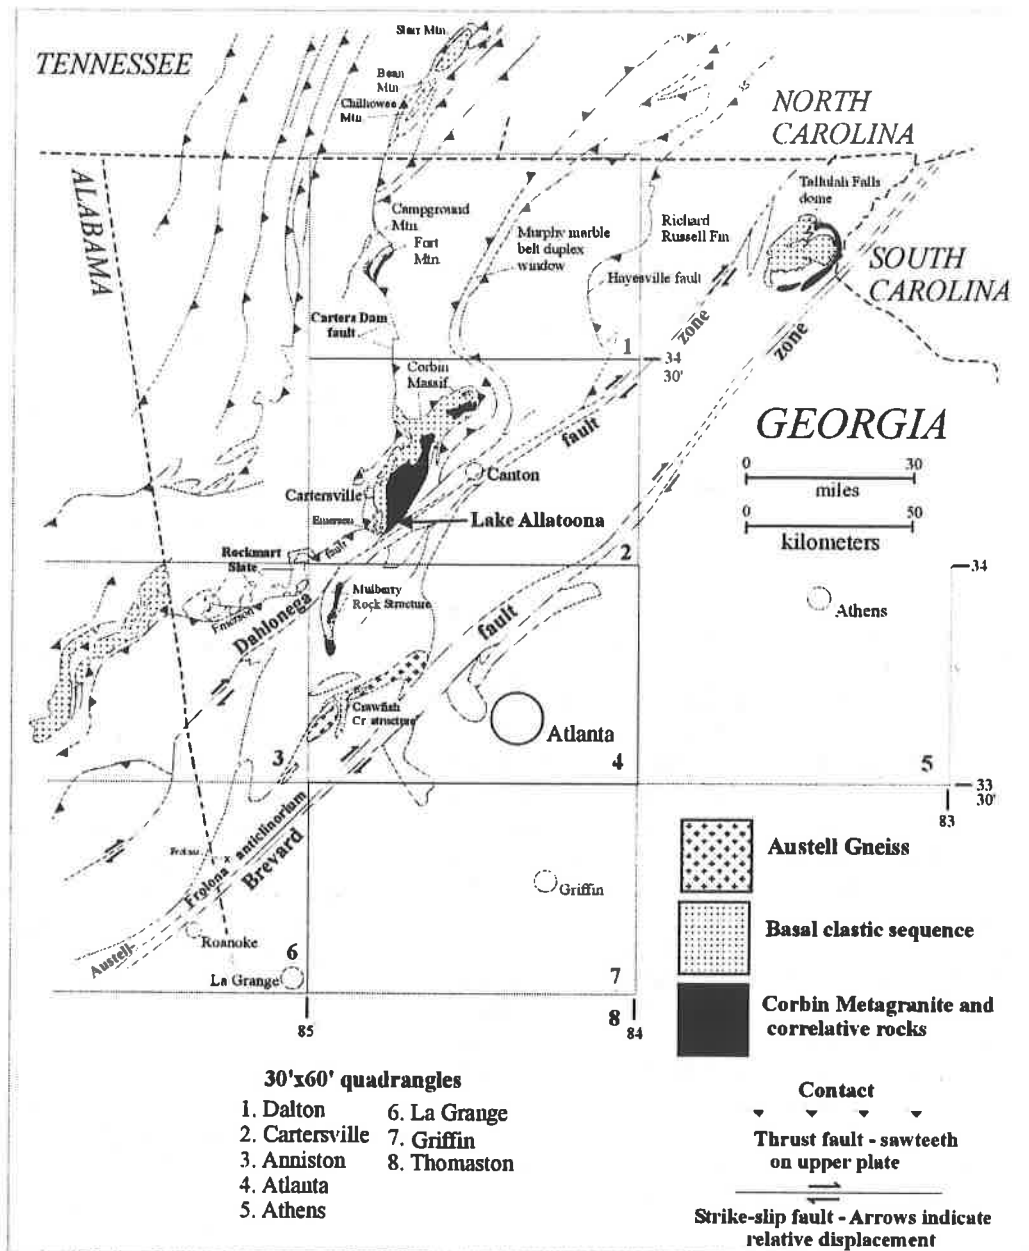 TENNESSEE
Starr Mtn.
Bean
Mtn
Chilhowee
Mtn
35
NORTH
CAROLINA
ALABAMA
Tallulah Falls
dome
Campground
Mtn.
Fort
Mtn.
Murphy marble
belt duplex
window
Richard
Russell Fm
Hayesville fault
SOUTH
CAROLINA
Carters Dam
fault
zone
zone
1
34
30'
Corbin
Massif
GEORGIA
fault
0 30
miles
Canton
Cartersville
Emerson
Lake Allatoona
0 50
kilometers
Rockmart
Slate
fault
2
34
Mulberry
Rock Structure
Emerson
Dahlonega
fault
Athens
Crawfish
Cr structure
Atlanta
3
4
5
33
30'
83
Austell-
Frolona anticlinorium
Brevard
Austell Gneiss
Griffin
Roanoke
Basal clastic sequence
La Grange
6
7
8
85
84
Corbin Metagranite and
correlative rocks
30'x60' quadrangles
1. Dalton
2. Cartersville
3. Anniston
4. Atlanta
5. Athens
6. La Grange
7. Griffin
8. Thomaston
Contact
Thrust fault - sawteeth
on upper plate
Strike-slip fault - Arrows indicate
relative displacement